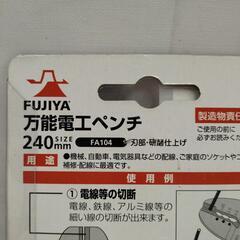 FUJIYA
万能電工ペンチ
SIZE
240mm FA104 刃部・研磨仕上げ
用途
●機械、自動車、電気器具などの配線、ご家庭のソケットやコ
補修・配線に最適です。
使用例
①電線等の切断
電線、鉄線、アルミ線等の
細い線の切断が出来ます。
製造物責任
ご使用の前に
必ずお読みくだ